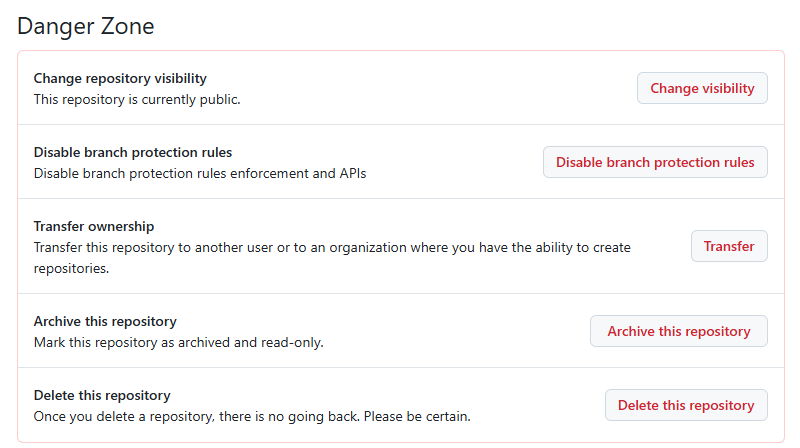 Danger Zone
Change repository visibility
This repository is currently public.
Change visibility
Disable branch protection rules
Disable branch protection rules enforcement and APIs
Disable branch protection rules
Transfer ownership
Transfer this repository to another user or to an organization where you have the ability to create
repositories.
Transfer
Archive this repository
Mark this repository as archived and read-only.
Archive this repository
Delete this repository
Once you delete a repository, there is no going back. Please be certain.
Delete this repository